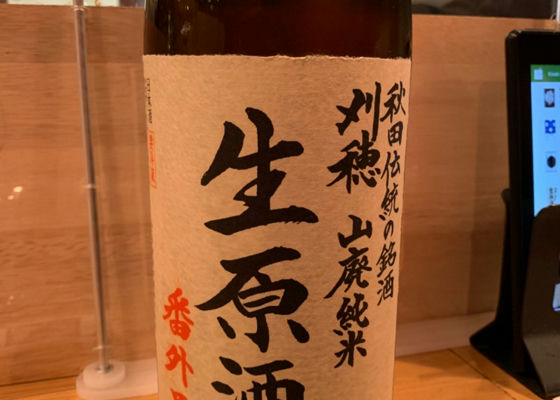 秋田伝統の銘酒
刈穂 山廃純米
生原酒
番外